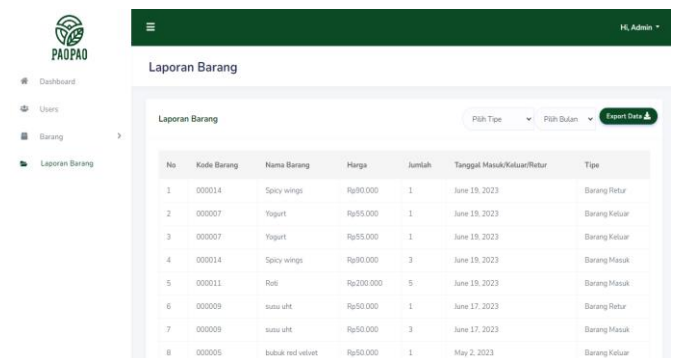 PAOPAO
Hi, Admin
Dashboard
Users
Barang
Laporan Barang
Laporan Barang
Laporan Barang
Pilih Tipe
Pilih Bulan
Export Data
No Kode Barang Nama Barang Harga Jumlah Tanggal Masuk/Keluar/Retur Tipe
1 000014 Spicy wings Rp90.000 1 June 19, 2023 Barang Retur
2 000007 Yogurt Rp55.000 1 June 19, 2023 Barang Keluar
3 000007 Yogurt Rp55.000 1 June 19, 2023 Barang Keluar
4 000014 Spicy wings Rp90.000 3 June 19, 2023 Barang Masuk
5 000011 Roti Rp200.000 5 June 19, 2023 Barang Masuk
6 000009 susu uht Rp50.000 1 June 17, 2023 Barang Retur
7 000009 susu uht Rp50.000 3 June 17, 2023 Barang Masuk
8 000005 bubuk red velvet Rp50.000 1 May 2, 2023 Barang Keluar